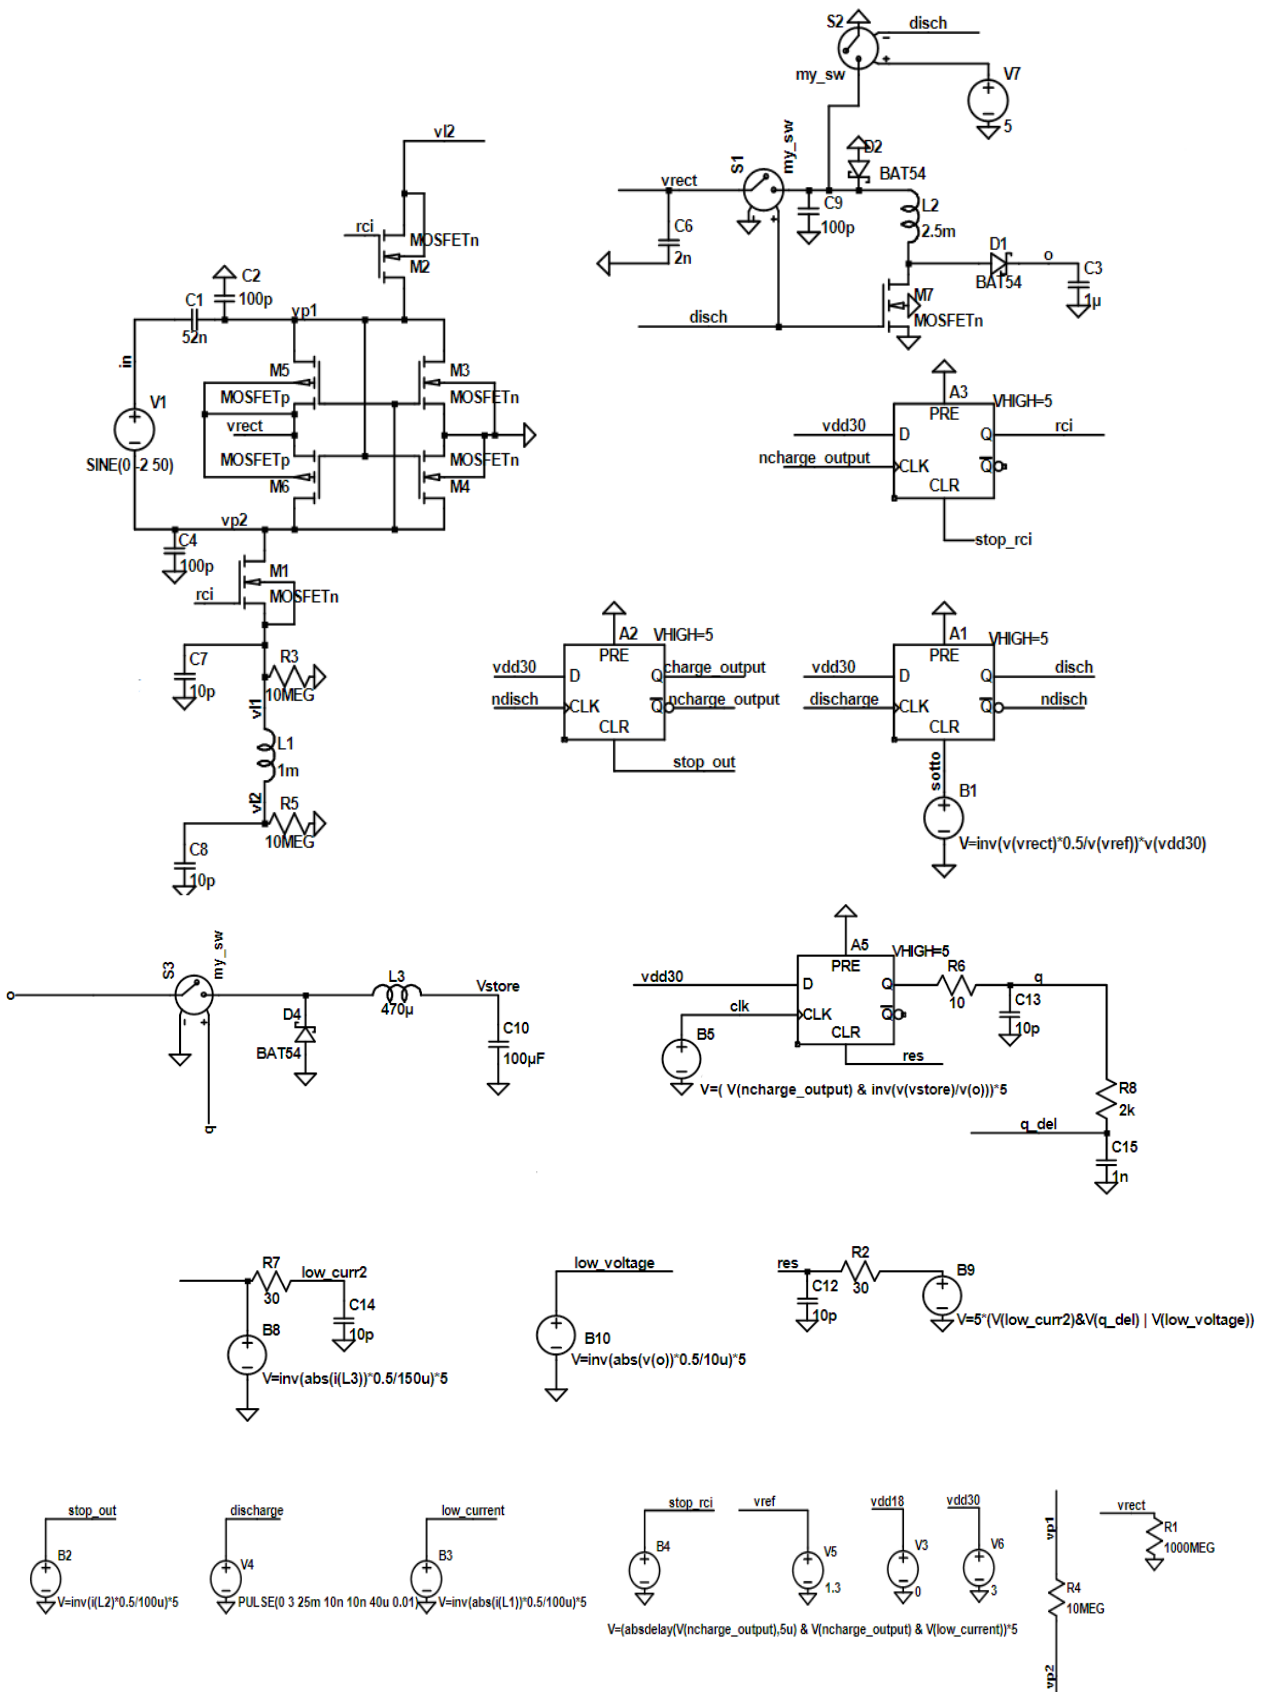 S2
disch
my_sw
V7
5
vl2
S1
my_sw
D2
BAT54
vrect
C9
100p
L2
2.5m
C6
2n
D1
BAT54
o
C3
1µ
rci
MOSFETn
M2
M7
MOSFETn
disch
C2
100p
C1
52n
vp1
in
M5
MOSFETp
M3
MOSFETn
V1
SINE(0 -2 50)
vrect
MOSFETp
M6
MOSFETn
M4
A3
VHIGH=5
PRE
vdd30
D
Q
rci
ncharge_output
CLK
Q
CLR
stop_rci
vp2
C4
100p
M1
MOSFETn
rci
C7
10p
R3
10MEG
vl1
L1
1m
vl2
R5
10MEG
C8
10p
A2
VHIGH=5
PRE
vdd30
D
Q
charge_output
ndisch
CLK
Q
ncharge_output
CLR
stop_out
A1
VHIGH=5
PRE
vdd30
D
Q
disch
discharge
CLK
Q
ndisch
CLR
sotto
B1
V=inv(v(vrect)*0.5/v(vref))*v(vdd30)
S3
my_sw
o
L3
470µ
Vstore
D4
BAT54
C10
100µF
q
A5
VHIGH=5
PRE
vdd30
D
Q
R6
10
q
clk
CLK
Q
C13
10p
CLR
B5
res
V=( V(ncharge_output) & inv(v(vstore)/v(o)))*5
R8
2k
q_del
C15
1n
R7
30
low_curr2
C14
10p
B8
V=inv(abs(i(L3))*0.5/150u)*5
low_voltage
B10
V=inv(abs(v(o))*0.5/10u)*5
res
R2
30
C12
10p
B9
V=5*(V(low_curr2)&V(q_del) | V(low_voltage))
stop_out
B2
V=inv(i(L2)*0.5/100u)*5
discharge
V4
PULSE(0 3 25m 10n 10n 40u 0.01)
low_current
B3
V=inv(abs(i(L1))*0.5/100u)*5
stop_rci
B4
V=(absdelay(V(ncharge_output),5u) & V(ncharge_output) & V(low_current))*5
vref
V5
1.3
vdd18
V3
0
vdd30
V6
3
vp1
R4
10MEG
vp2
vrect
R1
1000MEG